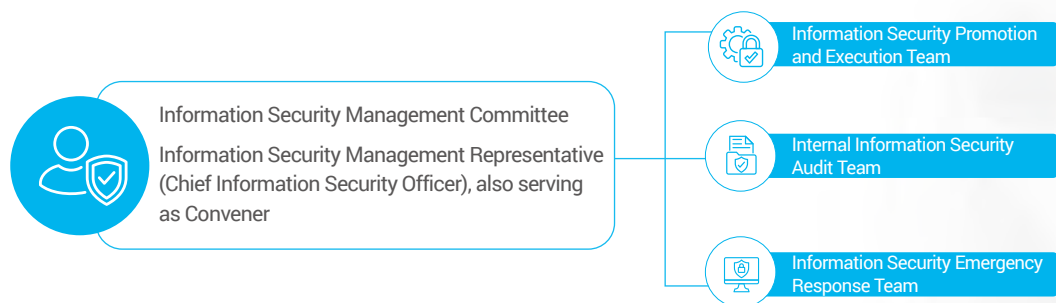 Information Security Management Committee
Information Security Management Representative
(Chief Information Security Officer), also serving
as Convener
Information Security Promotion
and Execution Team
Internal Information Security
Audit Team
Information Security Emergency
Response Team